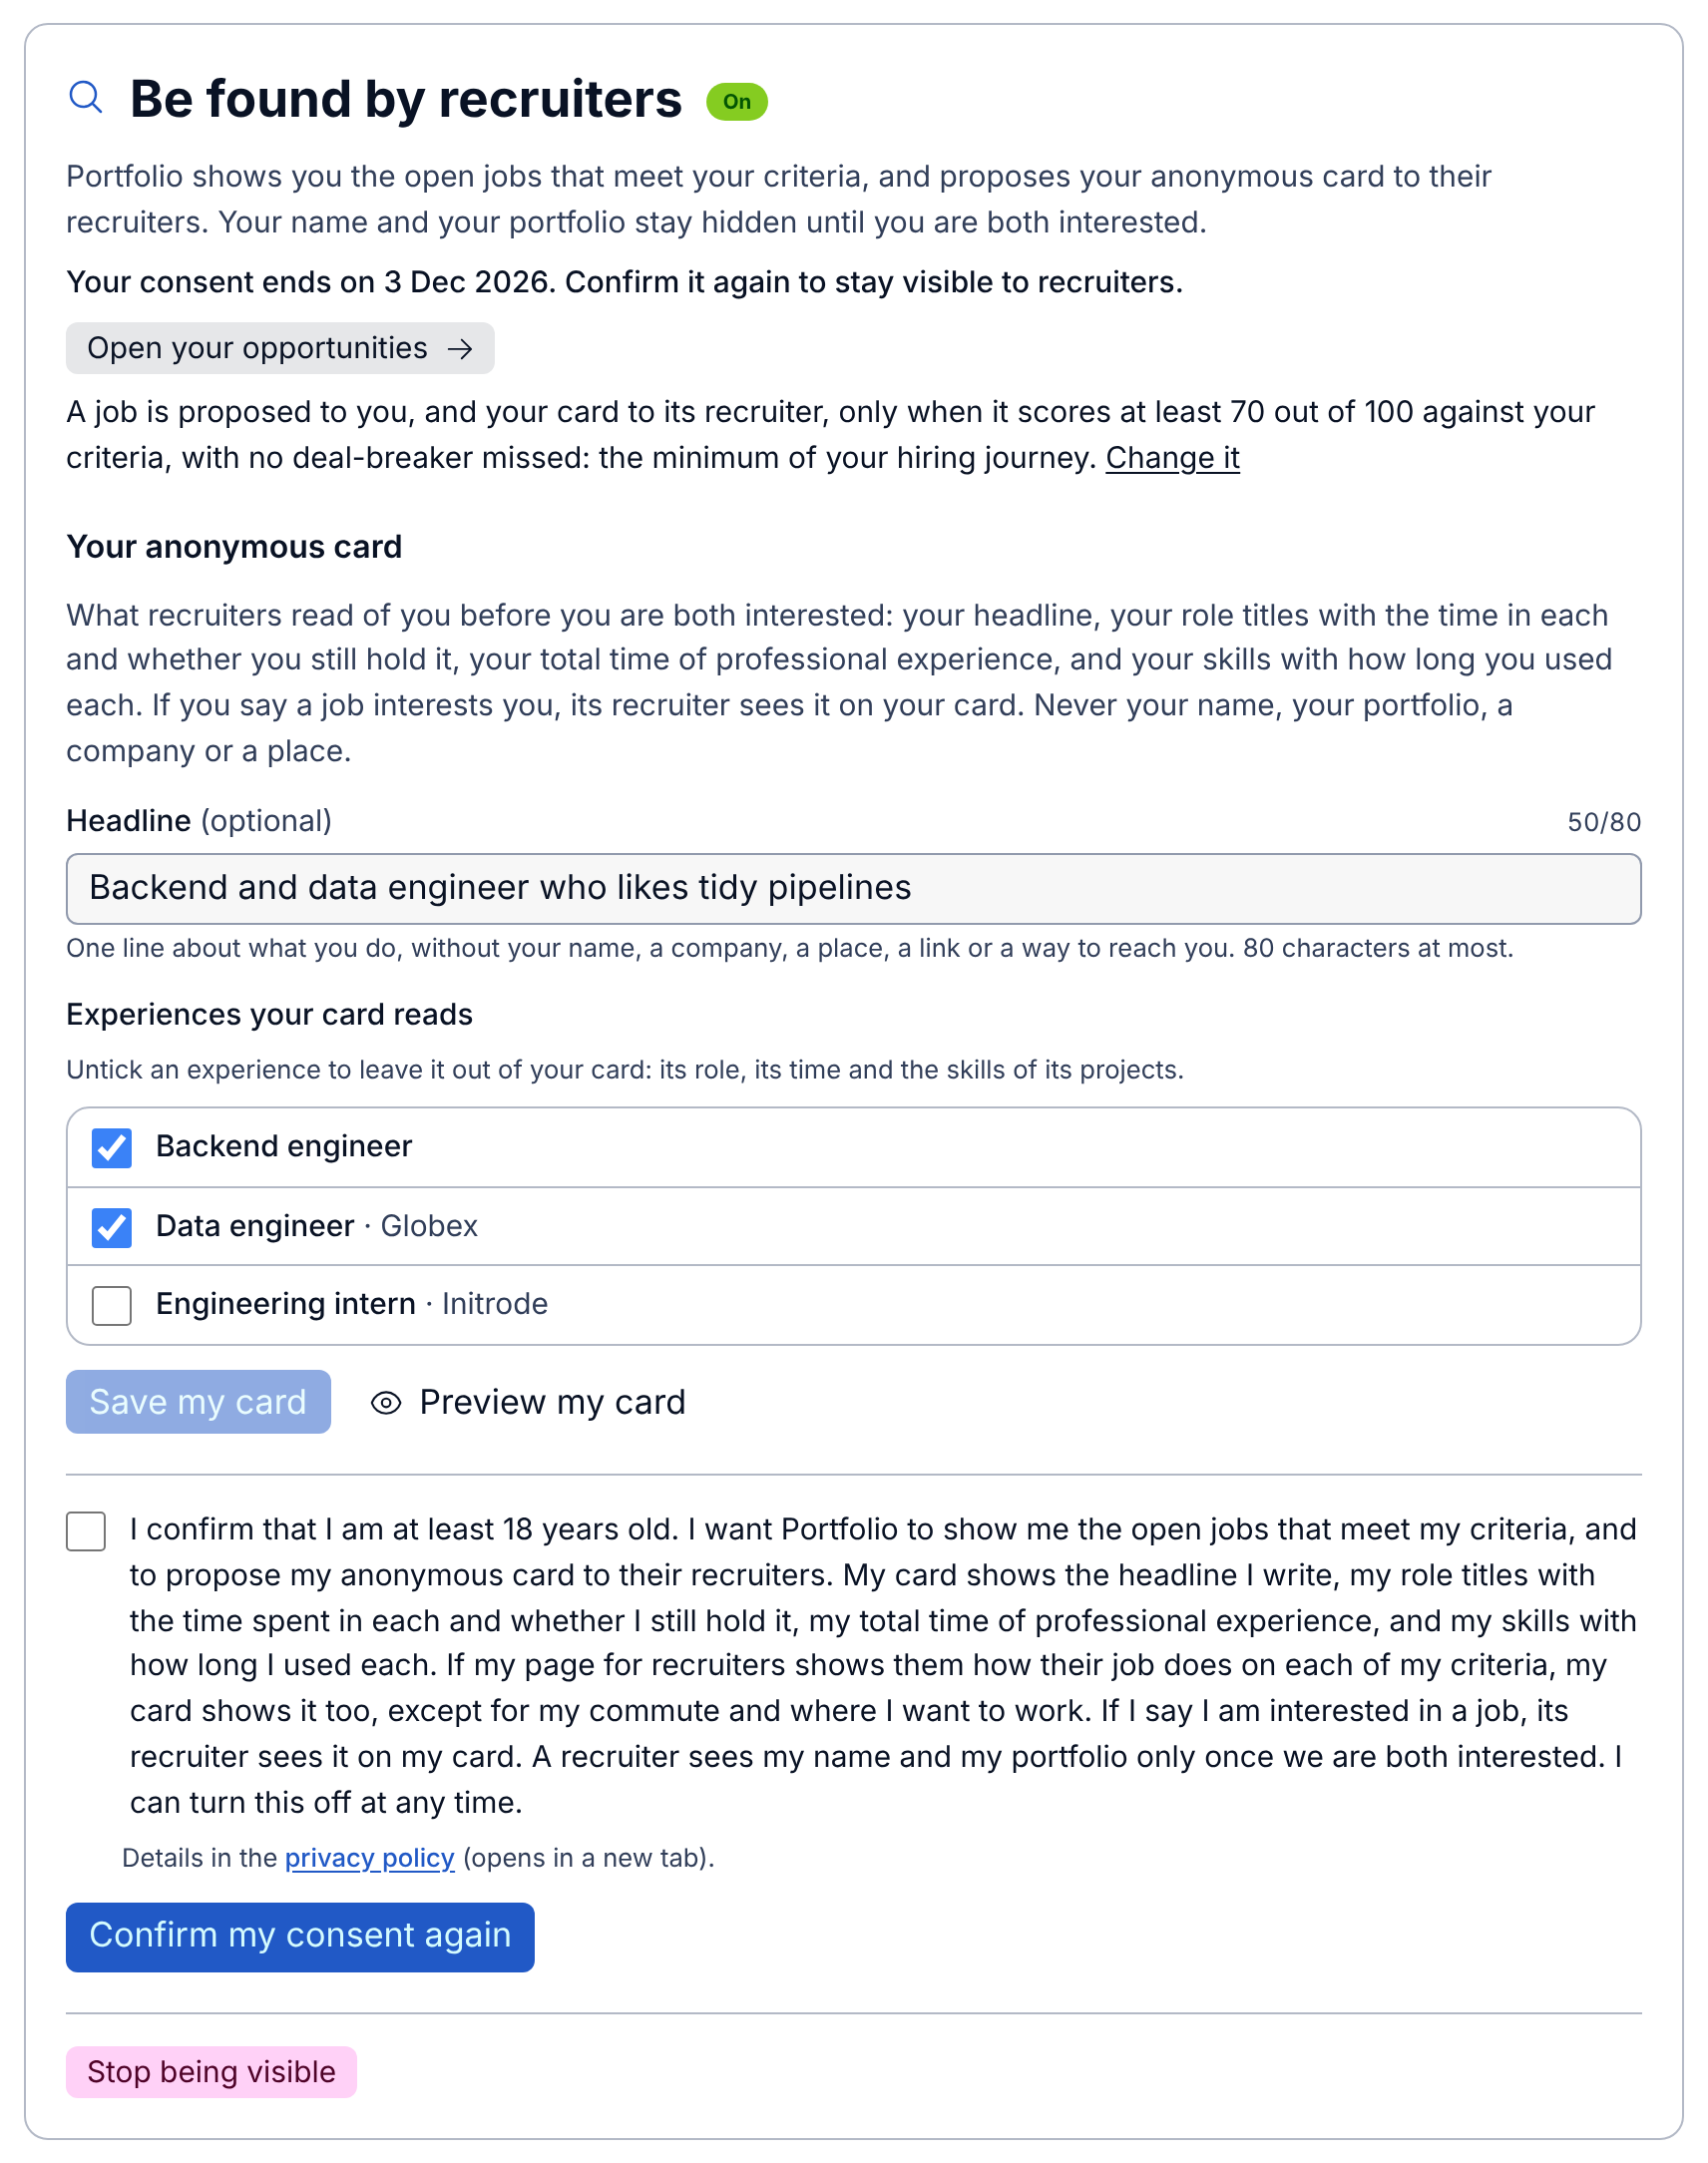 Be found by recruiters
On
Portfolio shows you the open jobs that meet your criteria, and proposes your anonymous card to their
recruiters. Your name and your portfolio stay hidden until you are both interested.
Your consent ends on 3 Dec 2026. Confirm it again to stay visible to recruiters.
Open your opportunities →
A job is proposed to you, and your card to its recruiter, only when it scores at least 70 out of 100 against your
criteria, with no deal-breaker missed: the minimum of your hiring journey. Change it
Your anonymous card
What recruiters read of you before you are both interested: your headline, your role titles with the time in each
and whether you still hold it, your total time of professional experience, and your skills with how long you used
each. If you say a job interests you, its recruiter sees it on your card. Never your name, your portfolio, a
company or a place.
Headline (optional)
50/80
Backend and data engineer who likes tidy pipelines
One line about what you do, without your name, a company, a place, a link or a way to reach you. 80 characters at most.
Experiences your card reads
Untick an experience to leave it out of your card: its role, its time and the skills of its projects.
Backend engineer
Data engineer · Globex
Engineering intern · Initrode
Save my card
Preview my card
I confirm that I am at least 18 years old. I want Portfolio to show me the open jobs that meet my criteria, and
to propose my anonymous card to their recruiters. My card shows the headline I write, my role titles with
the time spent in each and whether I still hold it, my total time of professional experience, and my skills with
how long I used each. If my page for recruiters shows them how their job does on each of my criteria, my
card shows it too, except for my commute and where I want to work. If I say I am interested in a job, its
recruiter sees it on my card. A recruiter sees my name and my portfolio only once we are both interested. I
can turn this off at any time.
Details in the privacy policy (opens in a new tab).
Confirm my consent again
Stop being visible